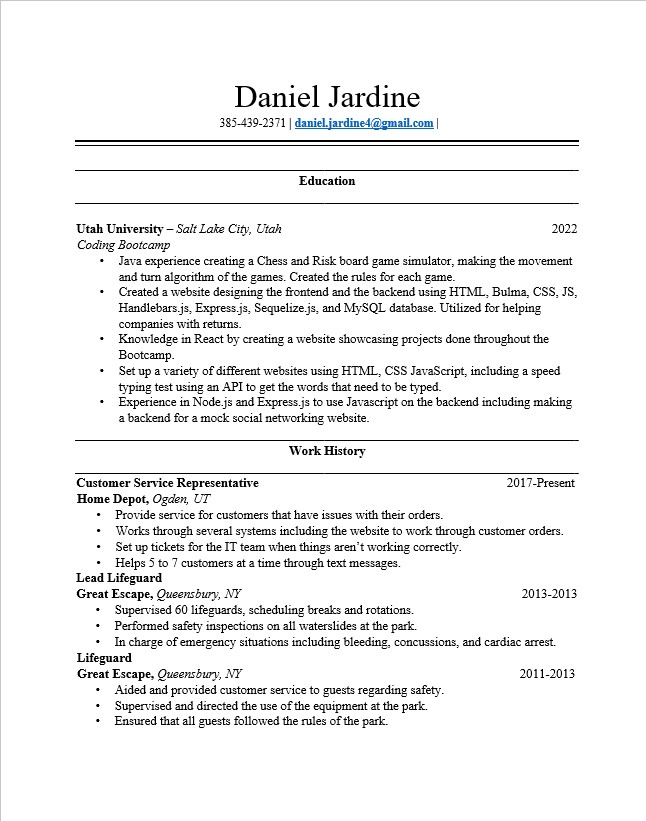 Daniel Jardine
385-439-2371 | daniel.jardine4@gmail.com |
Education
Utah University – Salt Lake City, Utah 2022
Coding Bootcamp
• Java experience creating a Chess and Risk board game simulator, making the movement
and turn algorithm of the games. Created the rules for each game.
• Created a website designing the frontend and the backend using HTML, Bulma, CSS, JS,
Handlebars.js, Express.js, Sequelize.js, and MySQL database. Utilized for helping
companies with returns.
• Knowledge in React by creating a website showcasing projects done throughout the
Bootcamp.
• Set up a variety of different websites using HTML, CSS JavaScript, including a speed
typing test using an API to get the words that need to be typed.
• Experience in Node.js and Express.js to use Javascript on the backend including making
a backend for a mock social networking website.
Work History
Customer Service Representative 2017-Present
Home Depot, Ogden, UT
• Provide service for customers that have issues with their orders.
• Works through several systems including the website to work through customer orders.
• Set up tickets for the IT team when things aren’t working correctly.
• Helps 5 to 7 customers at a time through text messages.
Lead Lifeguard
Great Escape, Queensbury, NY 2013-2013
• Supervised 60 lifeguards, scheduling breaks and rotations.
• Performed safety inspections on all waterslides at the park.
• In charge of emergency situations including bleeding, concussions, and cardiac arrest.
Lifeguard
Great Escape, Queensbury, NY 2011-2013
• Aided and provided customer service to guests regarding safety.
• Supervised and directed the use of the equipment at the park.
• Ensured that all guests followed the rules of the park.